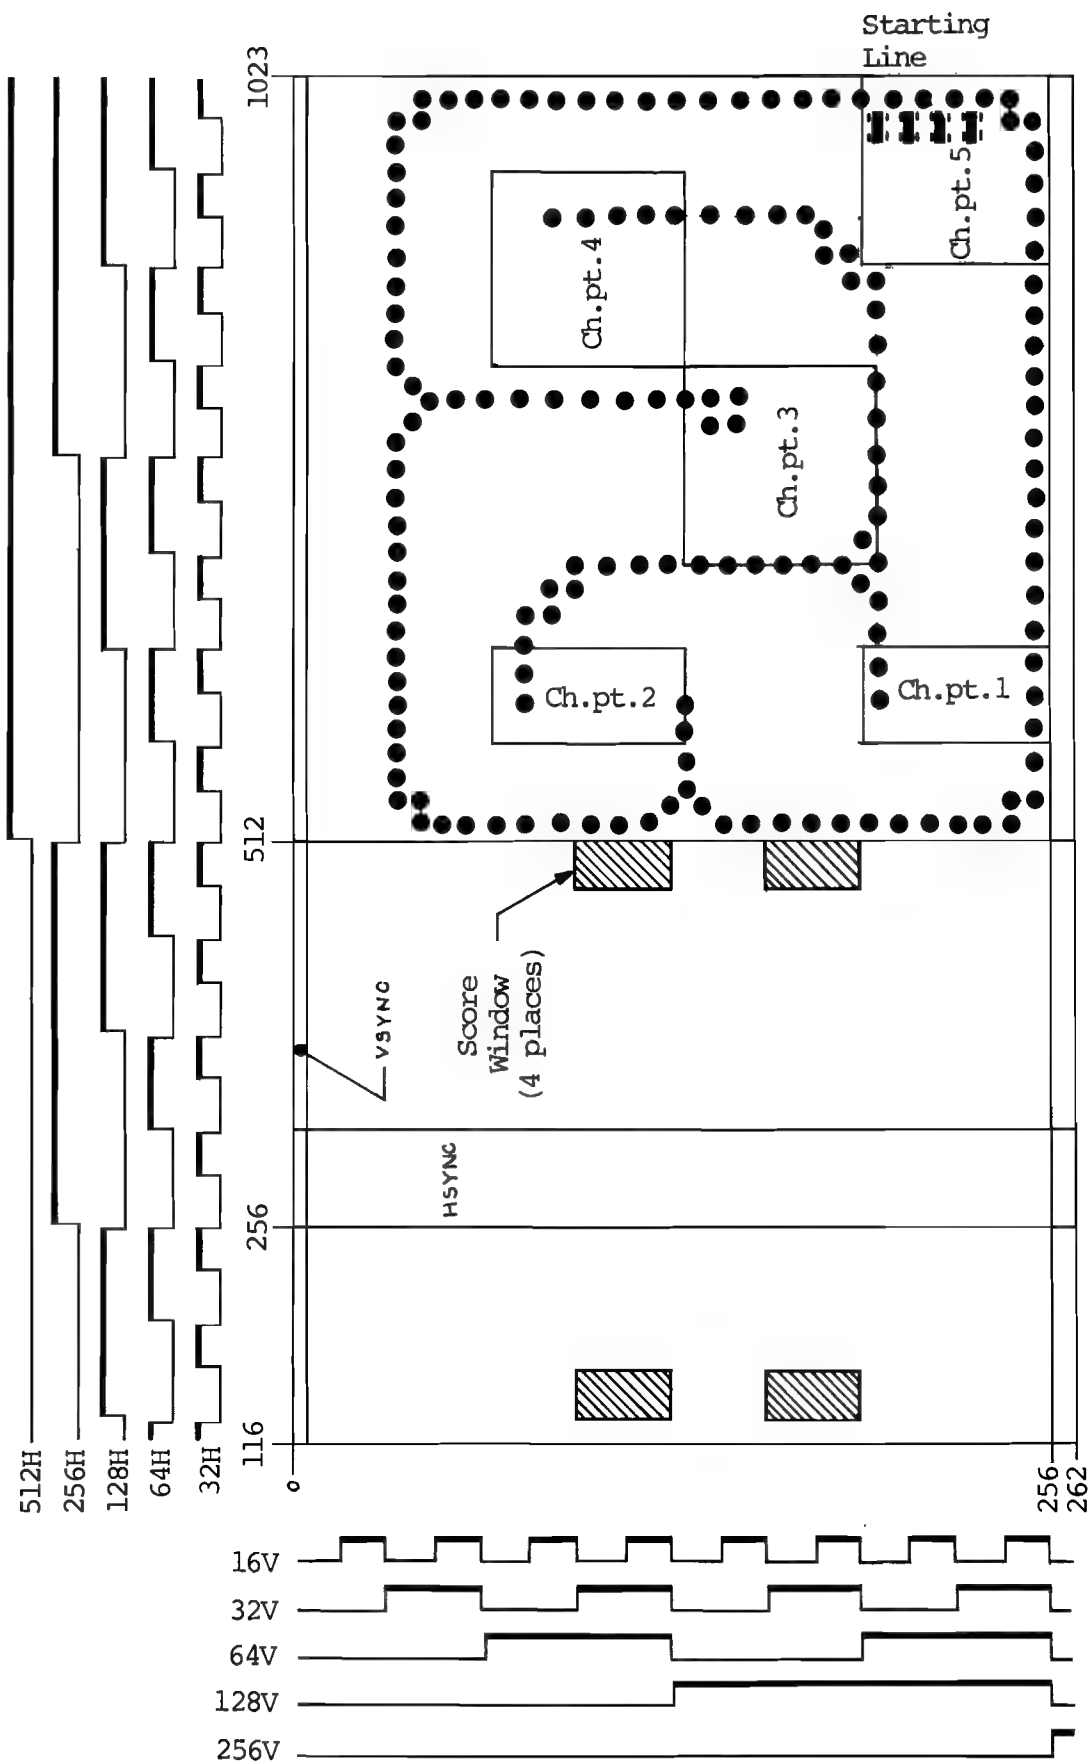 Starting
Line
1023
Ch.pt.5
Ch.pt.4
Ch.pt.3
Ch.pt.2
Ch.pt.1
512
VSYNC
Score
Window
(4 places)
HSYNC
256
116
512H
256H
128H
64H
32H
0
256
262
16V
32V
64V
128V
256V